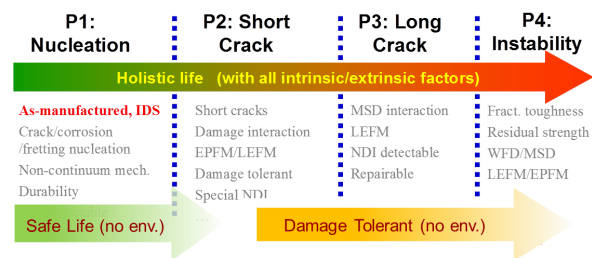 P1:
Nucleation
P2: Short
Crack
P3: Long
Crack
P4:
Instability
Holistic life (with all intrinsic/extrinsic factors)
As-manufactured, IDS
Crack/corrosion
/fretting nucleation
Non-continuum mech.
Durability
Short cracks
Damage interaction
EPFM/LEFM
Damage tolerant
Special NDI
MSD interaction
LEFM
NDI detectable
Repairable
Fract. toughness
Residual strength
WFD/MSD
LEFM/EPFM
Safe Life (no env.)
Damage Tolerant (no env.)